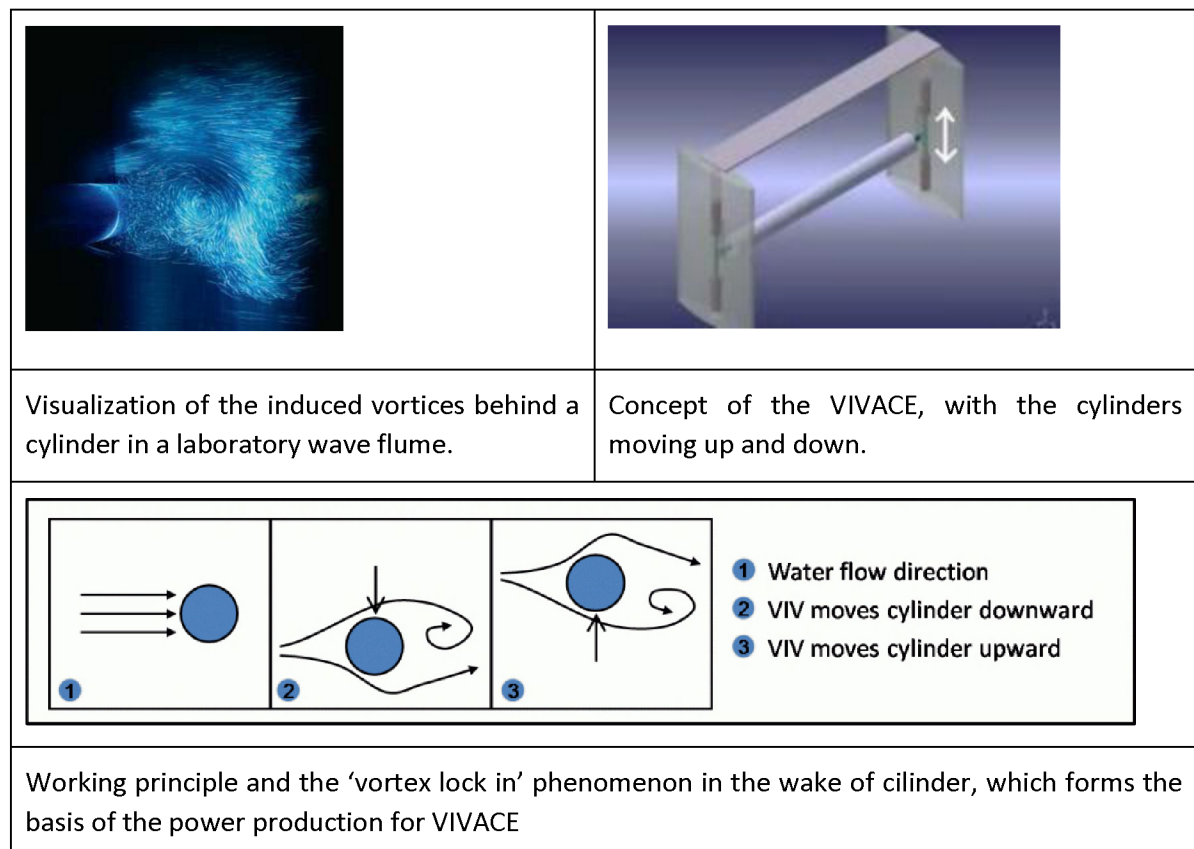 Visualization of the induced vortices behind a
cylinder in a laboratory wave flume.
Concept of the VIVACE, with the cylinders
moving up and down.
1
2
3
1 Water flow direction
2 VIV moves cylinder downward
3 VIV moves cylinder upward
Working principle and the ‘vortex lock in’ phenomenon in the wake of cilinder, which forms the
basis of the power production for VIVACE